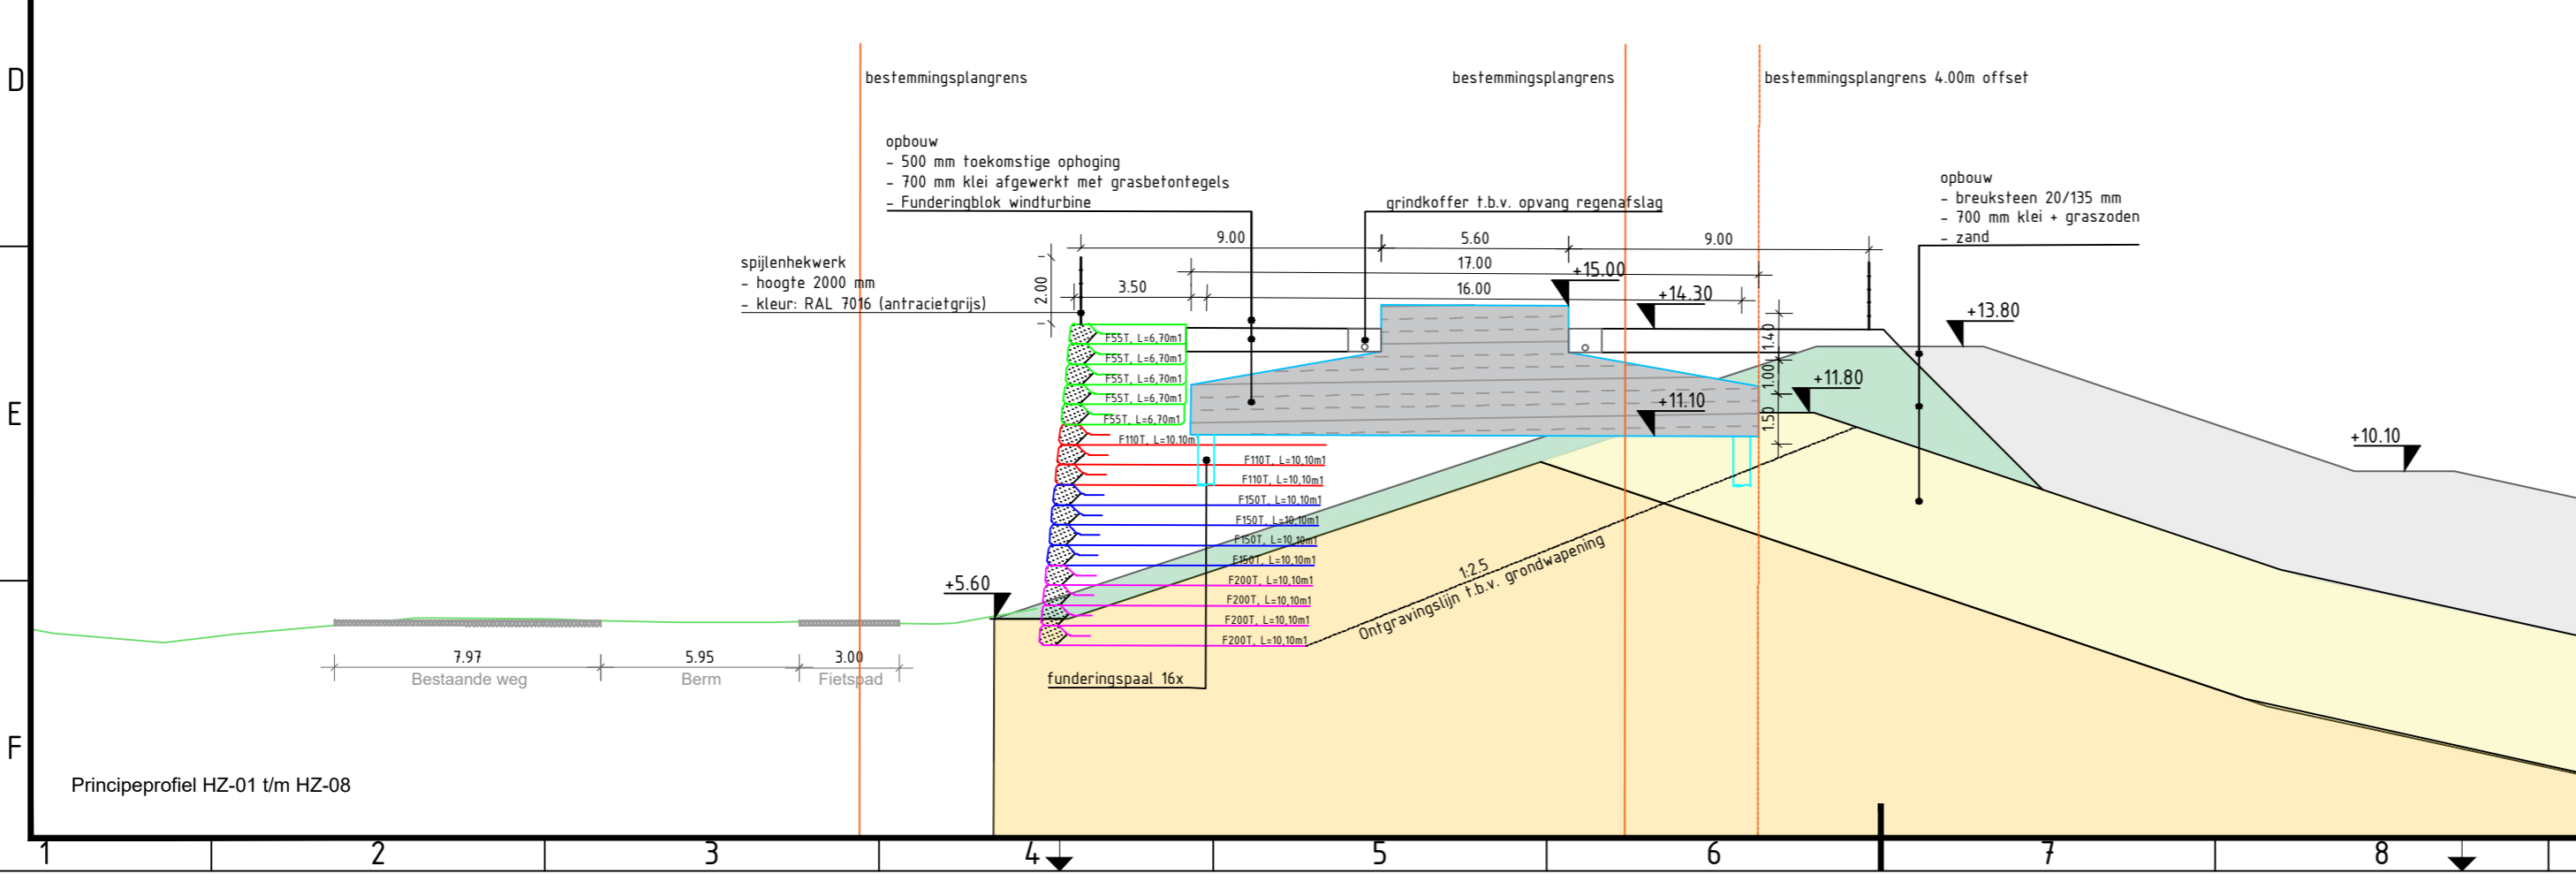 D
bestemmingsplangrens
bestemmingsplangrens
bestemmingsplangrens 4.00m offset
opbouw
- 500 mm toekomstige ophoging
- 700 mm klei afgewerkt met grasbetontegels
- Funderingblok windturbine
grindkoffer t.b.v. opvang regenafslag
opbouw
- breuksteen 20/135 mm
- 700 mm klei + graszoden
- zand
spijlenhekwerk
- hoogte 2000 mm
- kleur: RAL 7016 (antracietgrijs)
9.00
5.60
9.00
17.00
2.00
3.50
16.00
+15.00
+14.30
+13.80
1.40
1.00
1.50
+11.80
+11.10
+10.10
E
F55T, L=6,70m1
F55T, L=6,70m1
F55T, L=6,70m1
F55T, L=6,70m1
F55T, L=6,70m1
F110T, L=10.10m
F110T, L=10,10m1
F110T, L=10,10m1
F150T, L=10,10m1
F150T, L=10,10m1
F150T, L=10,10m1
F150T, L=10,10m1
F200T, L=10,10m1
F200T, L=10,10m1
F200T, L=10,10m1
F200T, L=10,10m1
+5.60
1:2.5
Ontgravingslijn t.b.v. grondwapening
7.97
5.95
3.00
Bestaande weg
Berm
Fietspad
funderingspaal 16x
F
Principeprofiel HZ-01 t/m HZ-08
1
2
3
4
5
6
7
8